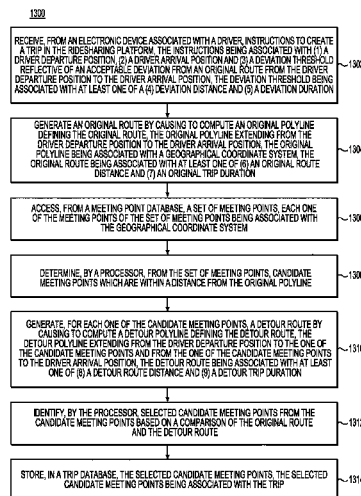 1300
RECEIVE, FROM AN ELECTRONIC DEVICE ASSOCIATED WITH A DRIVER, INSTRUCTIONS TO CREATE
A TRIP IN THE RIDESHARING PLATFORM, THE INSTRUCTIONS BEING ASSOCIATED WITH (1) A
DRIVER DEPARTURE POSITION, (2) A DRIVER ARRIVAL POSITION AND (3) A DEVIATION THRESHOLD
REFLECTIVE OF AN ACCEPTABLE DEVIATION FROM AN ORIGINAL ROUTE FROM THE DRIVER
DEPARTURE POSITION TO THE DRIVER ARRIVAL POSITION, THE DEVIATION THRESHOLD BEING
ASSOCIATED WITH AT LEAST ONE OF A (4) DEVIATION DISTANCE AND (5) A DEVIATION DURATION
1302
GENERATE AN ORIGINAL ROUTE BY CAUSING TO COMPUTE AN ORIGINAL POLYLINE
DEFINING THE ORIGINAL ROUTE, THE ORIGINAL POLYLINE EXTENDING FROM THE
DRIVER DEPARTURE POSITION TO THE DRIVER ARRIVAL POSITION, THE ORIGINAL
POLYLINE BEING ASSOCIATED WITH A GEOGRAPHICAL COORDINATE SYSTEM, THE
ORIGINAL ROUTE BEING ASSOCIATED WITH AT LEAST ONE OF (6) AN ORIGINAL ROUTE
DISTANCE AND (7) AN ORIGINAL TRIP DURATION
1304
ACCESS, FROM A MEETING POINT DATABASE, A SET OF MEETING POINTS, EACH ONE
OF THE MEETING POINTS OF THE SET OF MEETING POINTS BEING ASSOCIATED WITH
THE GEOGRAPHICAL COORDINATE SYSTEM
1306
DETERMINE, BY A PROCESSOR, FROM THE SET OF MEETING POINTS, CANDIDATE
MEETING POINTS WHICH ARE WITHIN A DISTANCE FROM THE ORIGINAL POLYLINE
1308
GENERATE, FOR EACH ONE OF THE CANDIDATE MEETING POINTS, A DETOUR ROUTE BY
CAUSING TO COMPUTE A DETOUR POLYLINE DEFINING THE DETOUR ROUTE, THE
DETOUR POLYLINE EXTENDING FROM THE DRIVER DEPARTURE POSITION TO THE ONE OF
THE CANDIDATE MEETING POINTS AND FROM THE ONE OF THE CANDIDATE MEETING POINTS
TO THE DRIVER ARRIVAL POSITION, THE DETOUR ROUTE BEING ASSOCIATED WITH AT LEAST
ONE OF (8) A DETOUR ROUTE DISTANCE AND (9) A DETOUR TRIP DURATION
1310
IDENTIFY, BY THE PROCESSOR, SELECTED CANDIDATE MEETING POINTS FROM THE
CANDIDATE MEETING POINTS BASED ON A COMPARISON OF THE ORIGINAL ROUTE
AND THE DETOUR ROUTE
1312
STORE, IN A TRIP DATABASE, THE SELECTED CANDIDATE MEETING POINTS, THE SELECTED
CANDIDATE MEETING POINTS BEING ASSOCIATED WITH THE TRIP
1314